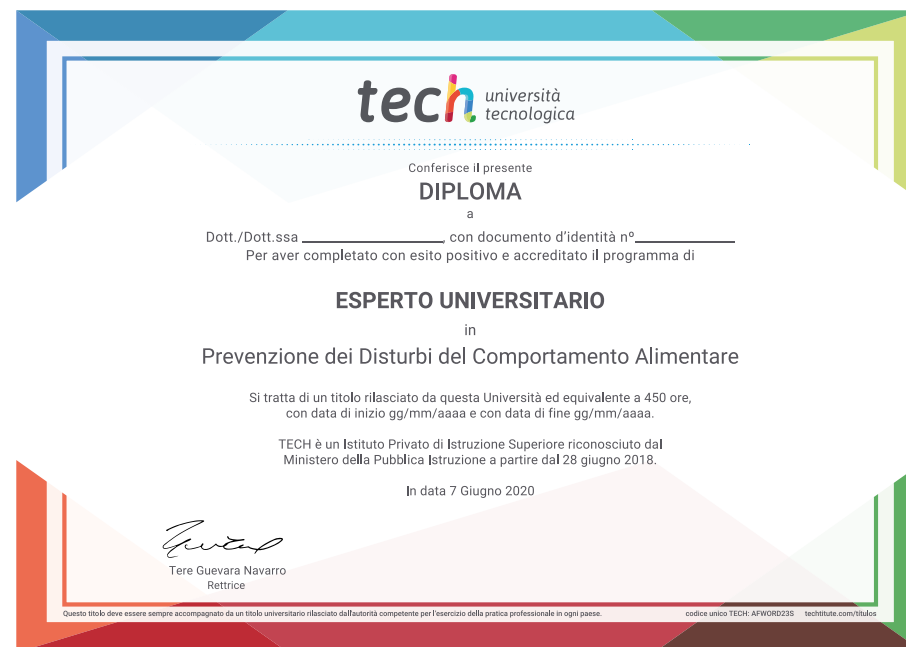 tech università
tecnologica
Conferisce il presente
DIPLOMA
a
Dott./Dott.ssa ________________, con documento d'identità nº____________
Per aver completato con esito positivo e accreditato il programma di
ESPERTO UNIVERSITARIO
in
Prevenzione dei Disturbi del Comportamento Alimentare
Si tratta di un titolo rilasciato da questa Università ed equivalente a 450 ore,
con data di inizio gg/mm/aaaa e con data di fine gg/mm/aaaa.
TECH è un Istituto Privato di Istruzione Superiore riconosciuto dal
Ministero della Pubblica Istruzione a partire dal 28 giugno 2018.
In data 7 Giugno 2020
Tere Guevara Navarro
Rettrice
Questo titolo deve essere sempre accompagnato da un titolo universitario rilasciato dall'autorità competente per l'esercizio della pratica professionale in ogni paese. codice unico TECH: AFWORD23S techtitute.com/titulos